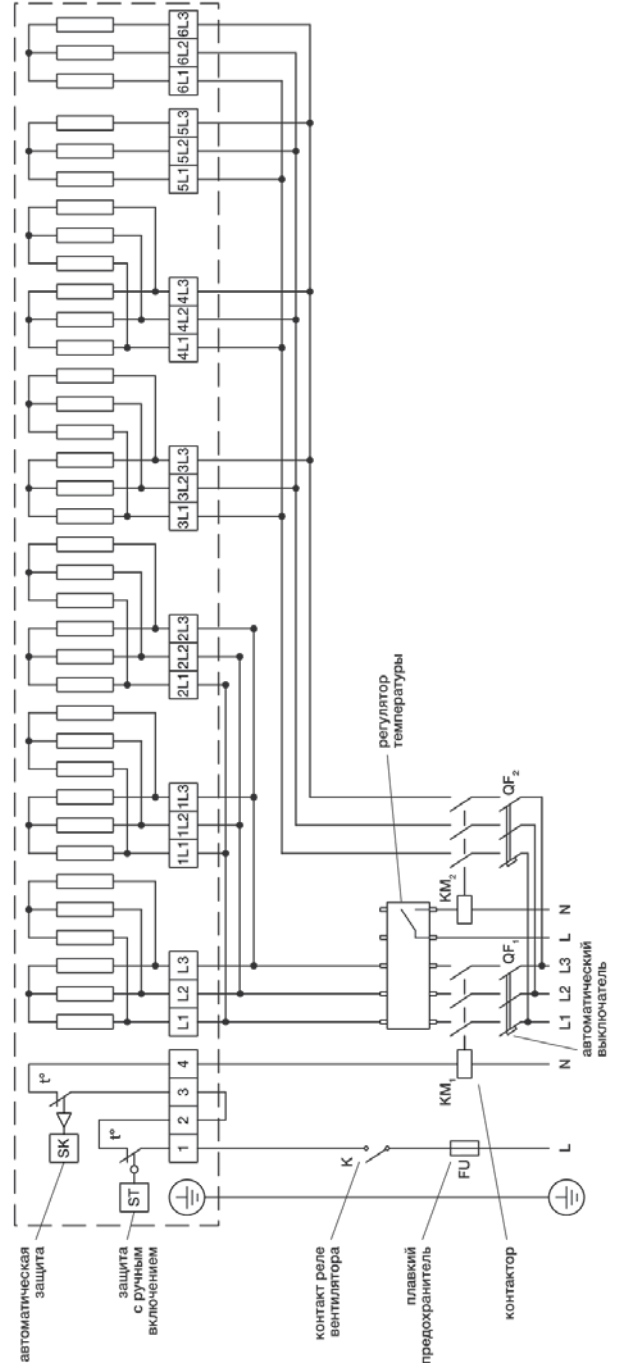 автоматическая
защита
SK
t°
защита
с ручным
включением
ST
t°
1
2
3
4
L1
L2
L3
1L1
1L2
1L3
2L1
2L2
2L3
3L1
3L2
3L3
4L1
4L2
4L3
5L1
5L2
5L3
6L1
6L2
6L3
контакт реле
вентилятора
K
плавкий
предохранитель
FU
контактор
KM₁
QF₁
автоматический
выключатель
регулятор
температуры
KM₂
QF₂
L
N
L1
L2
L3
L
N